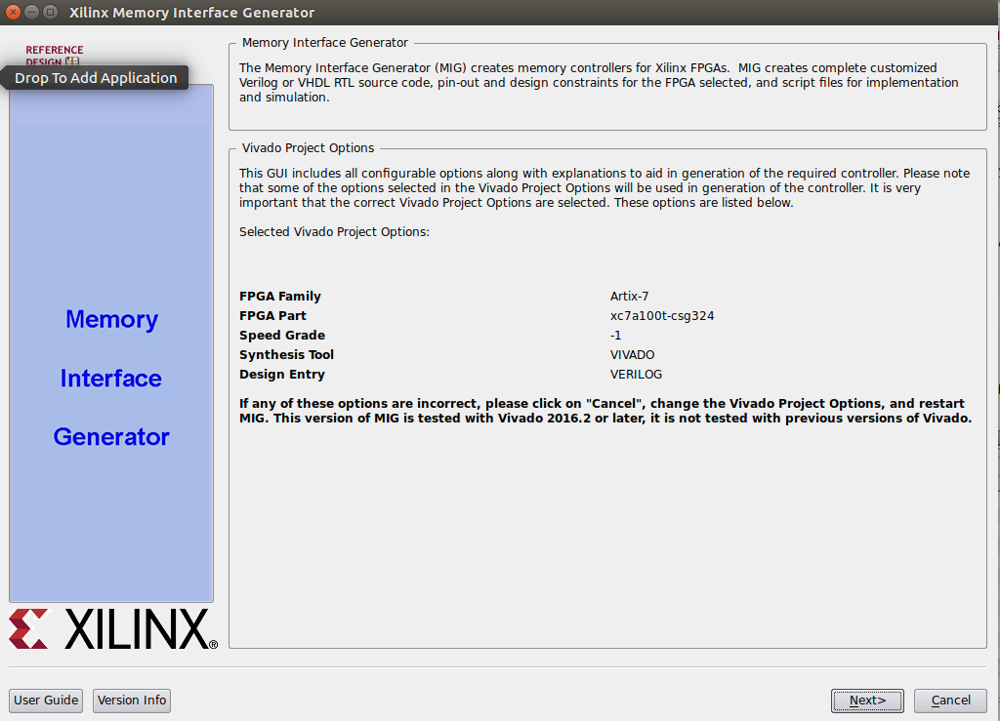 Xilinx Memory Interface Generator
REFERENCE
DESIGN
Drop To Add Application
Memory
Interface
Generator
XILINX®
Memory Interface Generator
The Memory Interface Generator (MIG) creates memory controllers for Xilinx FPGAs. MIG creates complete customized
Verilog or VHDL RTL source code, pin-out and design constraints for the FPGA selected, and script files for implementation
and simulation.
Vivado Project Options
This GUI includes all configurable options along with explanations to aid in generation of the required controller. Please note
that some of the options selected in the Vivado Project Options will be used in generation of the controller. It is very
important that the correct Vivado Project Options are selected. These options are listed below.
Selected Vivado Project Options:
FPGA Family Artix-7
FPGA Part xc7a100t-csg324
Speed Grade -1
Synthesis Tool VIVADO
Design Entry VERILOG
If any of these options are incorrect, please click on "Cancel", change the Vivado Project Options, and restart
MIG. This version of MIG is tested with Vivado 2016.2 or later, it is not tested with previous versions of Vivado.
User Guide Version Info Next> Cancel